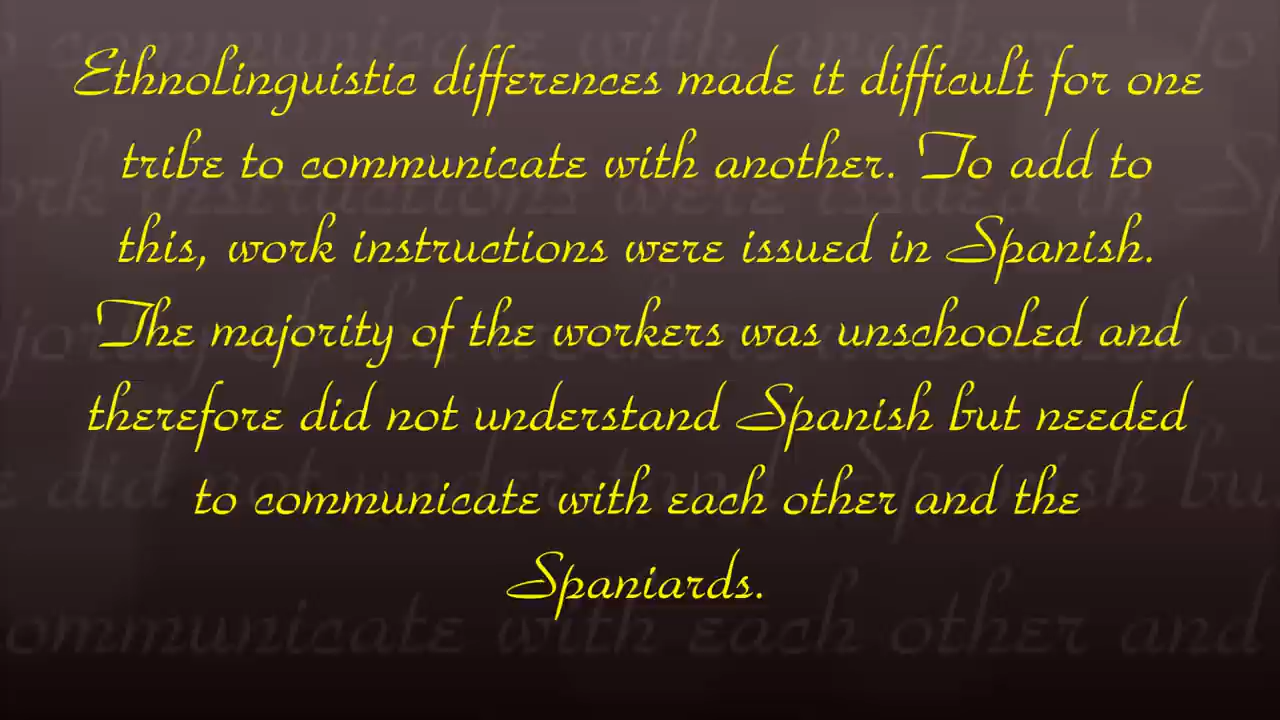 Ethnolinguistic differences made it difficult for one
tribe to communicate with another. To add to
this, work instructions were issued in Spanish.
The majority of the workers was unschooled and
therefore did not understand Spanish but needed
to communicate with each other and the
Spaniards.